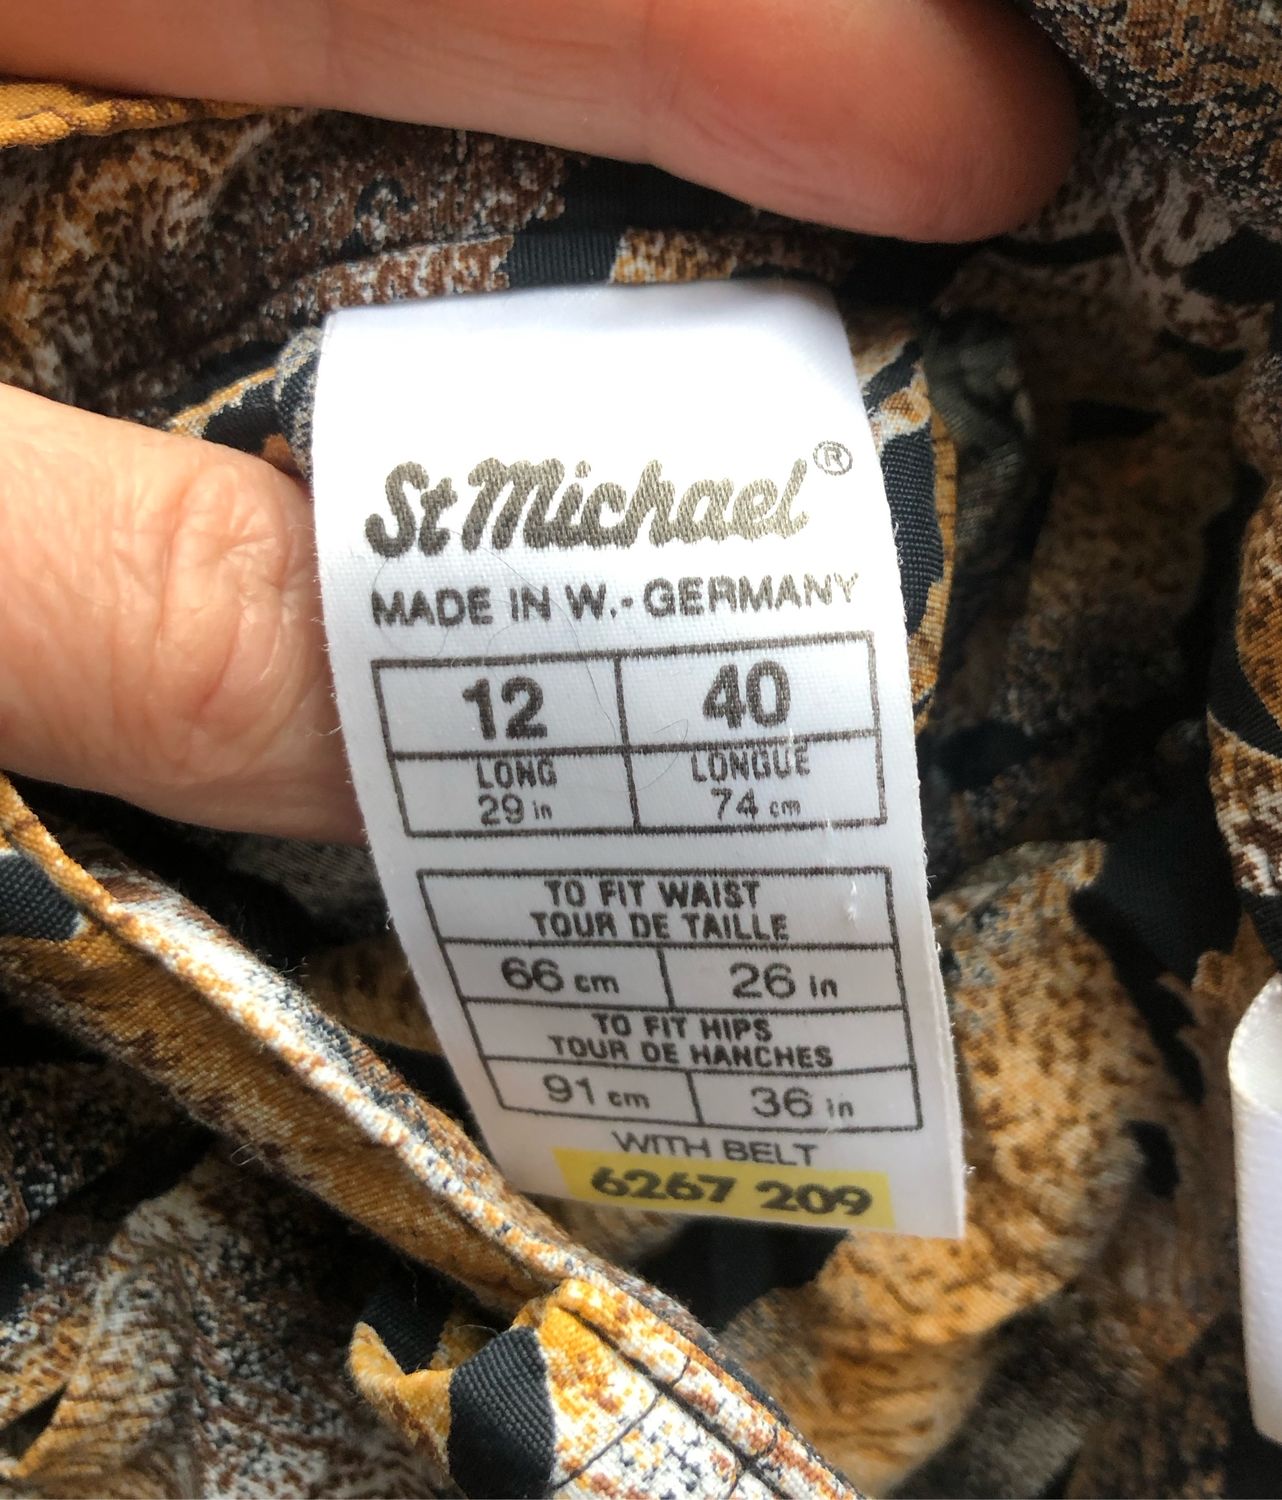 St Michael®
MADE IN W.-GERMANY
12 40
LONG LONGUE
29 in 74 cm
TO FIT WAIST
TOUR DE TAILLE
66 cm 26 in
TO FIT HIPS
TOUR DE HANCHES
91 cm 36 in
WITH BELT
6267 209